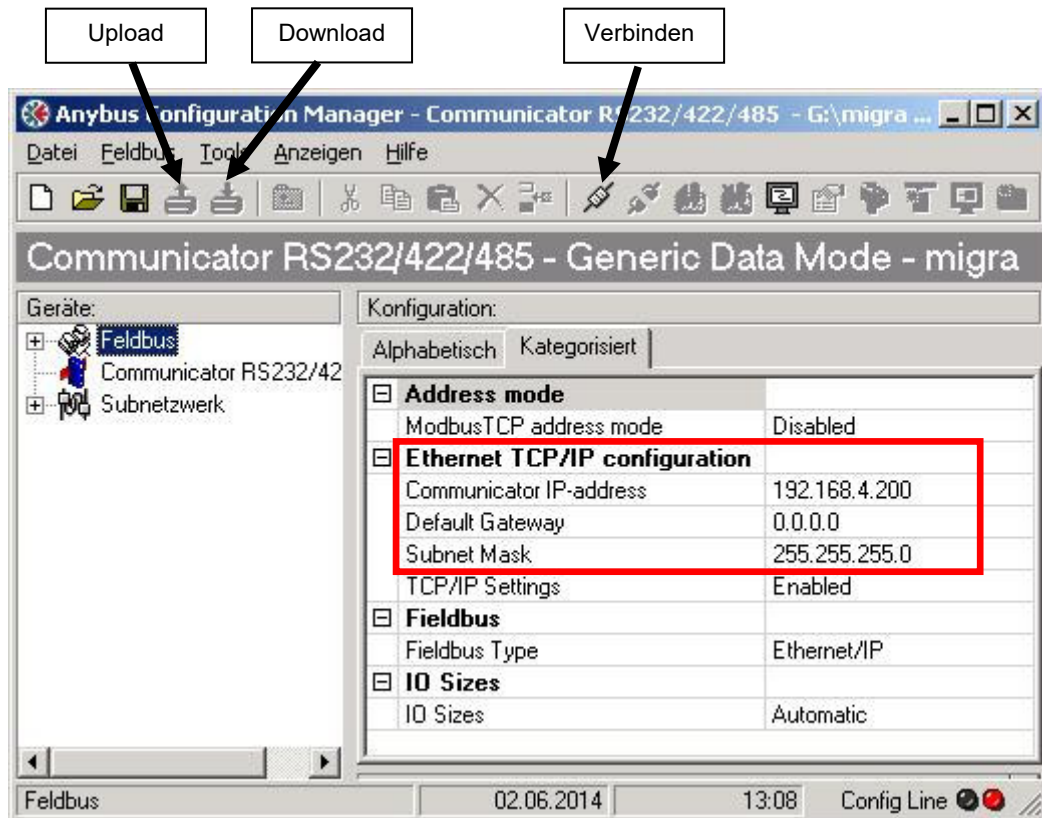 Upload
Download
Verbinden
Anybus Configuration Manager - Communicator RS232/422/485 - G:\migra ...
Datei Feldbus Tools Anzeigen Hilfe
Communicator RS232/422/485 - Generic Data Mode - migra
Geräte:
Konfiguration:
Feldbus
Communicator RS232/42
Subnetzwerk
Alphabetisch Kategorisiert
Address mode
ModbusTCP address mode Disabled
Ethernet TCP/IP configuration
Communicator IP-address 192.168.4.200
Default Gateway 0.0.0.0
Subnet Mask 255.255.255.0
TCP/IP Settings Enabled
Fieldbus
Fieldbus Type Ethernet/IP
IO Sizes
IO Sizes Automatic
Feldbus 02.06.2014 13:08 Config Line